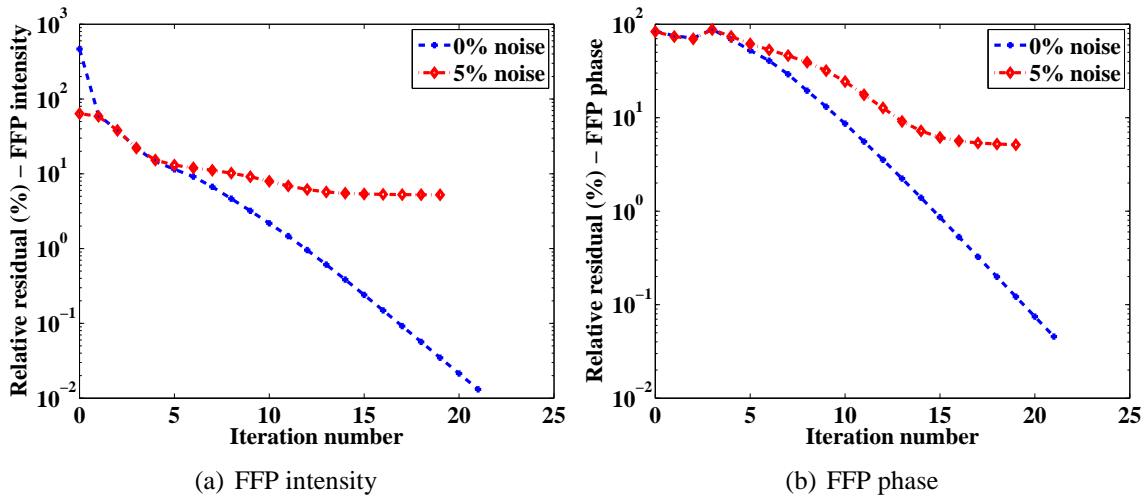 Relative residual (%) − FFP intensity
10^3
10^2
10^1
10^0
10^−1
10^−2
0 5 10 15 20 25
Iteration number
0% noise
5% noise
(a) FFP intensity
Relative residual (%) − FFP phase
10^2
10^1
10^0
10^−1
10^−2
0 5 10 15 20 25
Iteration number
0% noise
5% noise
(b) FFP phase